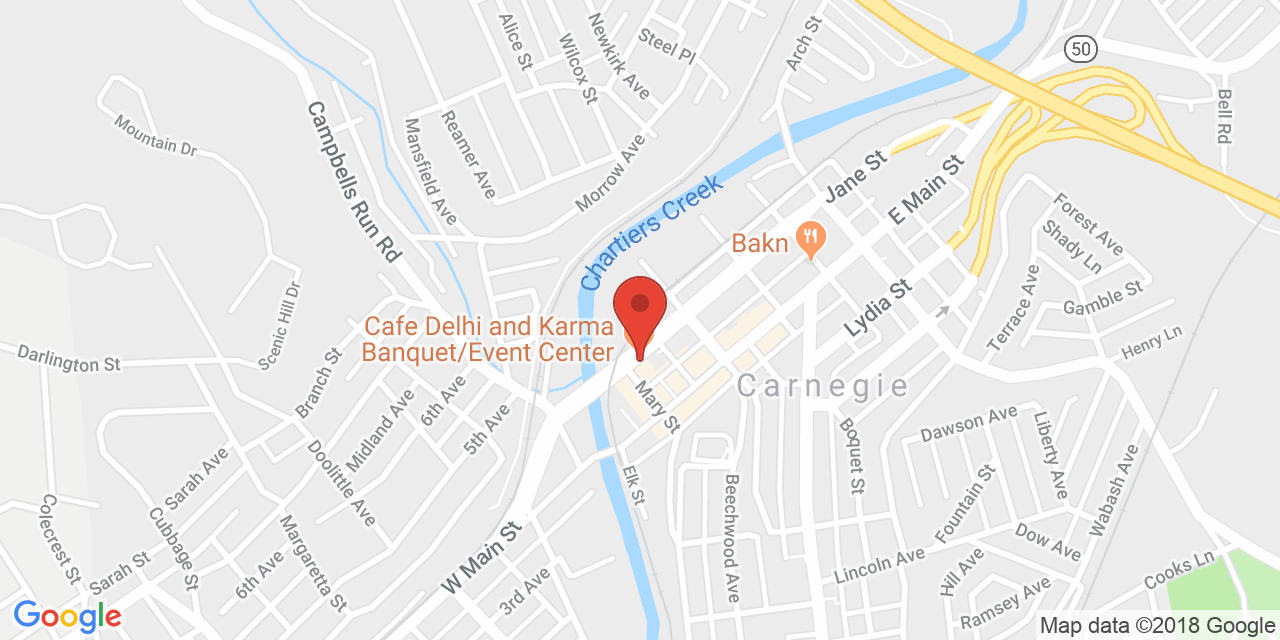 Alice St
Wilcox St
Newkirk Ave
Steel Pl
Arch St
50
Bell Rd
Mountain Dr
Campbells Run Rd
Mansfield Ave
Reamer Ave
Morrow Ave
Chartiers Creek
Jane St
E Main St
Bakn
Forest Ave
Shady Ln
Terrace Ave
Gamble St
Henry Ln
Lydia St
Scenic Hill Dr
Darlington St
Cafe Delhi and Karma
Banquet/Event Center
Carnegie
Mary St
Branch St
Midland Ave
6th Ave
5th Ave
Doolittle Ave
Sarah Ave
Boquet St
Dawson Ave
Liberty Ave
Wabash Ave
Fountain St
Elk St
Beechwood Ave
Colecrest St
Cubbage St
Margaretta St
Sarah St
6th Ave
W Main St
3rd Ave
Lincoln Ave
Hill Ave
Dow Ave
Ramsey Ave
Cooks Ln
Google
Map data ©2018 Google